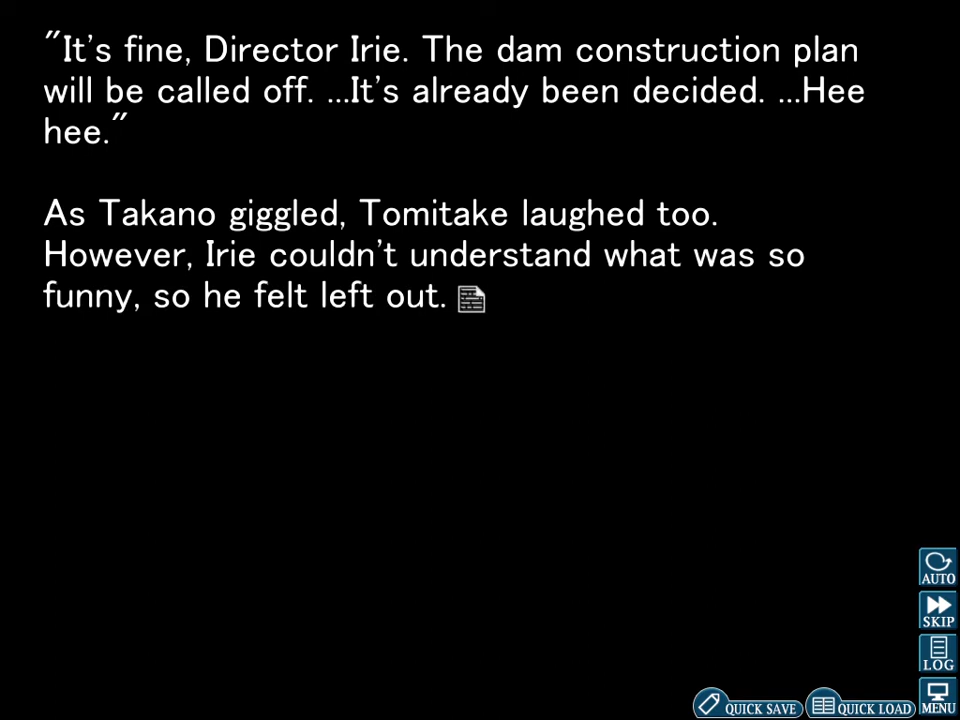 "It's fine, Director Irie. The dam construction plan
will be called off. ...It's already been decided. ...Hee
hee."
As Takano giggled, Tomitake laughed too.
However, Irie couldn't understand what was so
funny, so he felt left out.
AUTO
SKIP
LOG
QUICK SAVE
QUICK LOAD
MENU